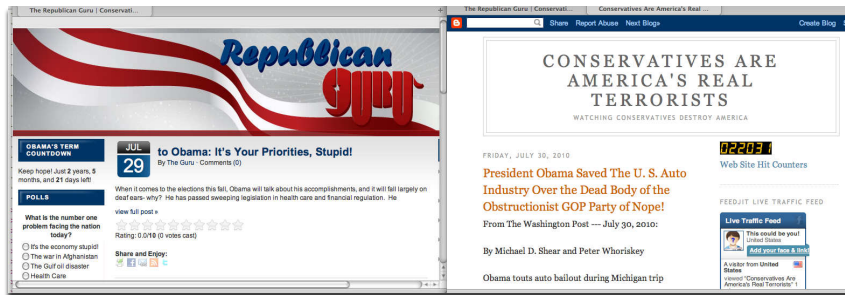 The Republican Guru | Conservati...
Republican
GURU
OBAMA'S TERM
COUNTDOWN
Keep hope! Just 2 years, 5
months, and 21 days left!
POLLS
What is the number one
problem facing the nation
today?
It's the economy stupid!
The war in Afghanistan
The Gulf oil disaster
Health Care
JUL
29
to Obama: It's Your Priorities, Stupid!
By The Guru - Comments (0)
When it comes to the elections this fall, Obama will talk about his accomplishments, and it will fall largely on
deaf ears- why? He has passed sweeping legislation in health care and financial regulation. He
view full post »
Rating: 0.0/10 (0 votes cast)
Share and Enjoy:
The Republican Guru | Conservati...
Conservatives Are America's Real ...
Share Report Abuse Next Blog»
Create Blog
CONSERVATIVES ARE
AMERICA'S REAL
TERRORISTS
WATCHING CONSERVATIVES DESTROY AMERICA
FRIDAY, JULY 30, 2010
President Obama Saved The U. S. Auto
Industry Over the Dead Body of the
Obstructionist GOP Party of Nope!
From The Washington Post --- July 30, 2010:
By Michael D. Shear and Peter Whoriskey
Obama touts auto bailout during Michigan trip
022031
Web Site Hit Counters
FEEDJIT LIVE TRAFFIC FEED
Live Traffic Feed
This could be you!
United States
Add your face & link!
A visitor from United
States
viewed "Conservatives Are
America's Real Terrorists" 1